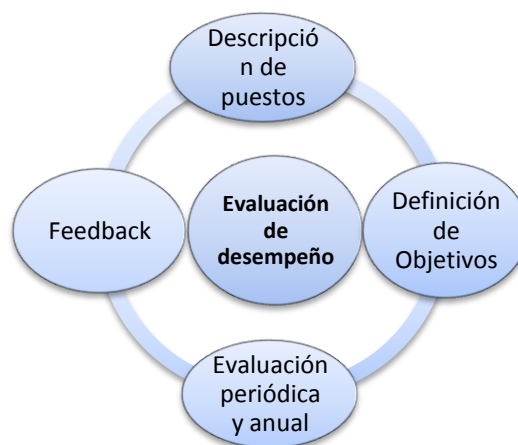 Descripció
n de
puestos
Feedback
Evaluación
de
desempeño
Definición
de
Objetivos
Evaluación
periódica
y anual